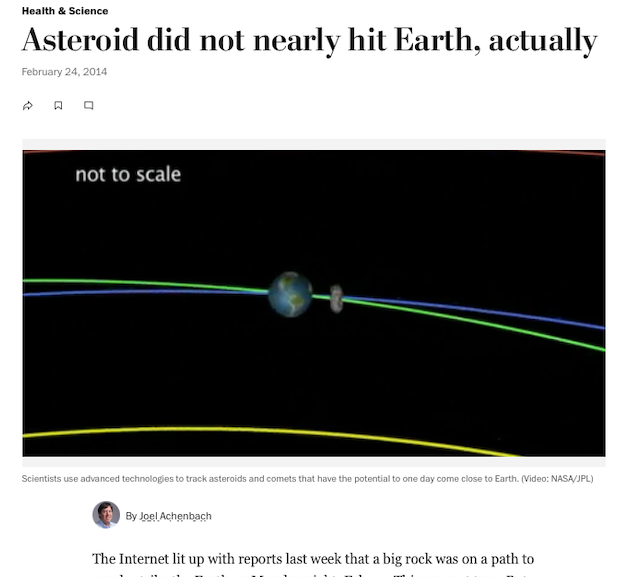 Health & Science
Asteroid did not nearly hit Earth, actually
February 24, 2014
not to scale
Scientists use advanced technologies to track asteroids and comets that have the potential to one day come close to Earth. (Video: NASA/JPL)
By Joel Achenbach
The Internet lit up with reports last week that a big rock was on a path to